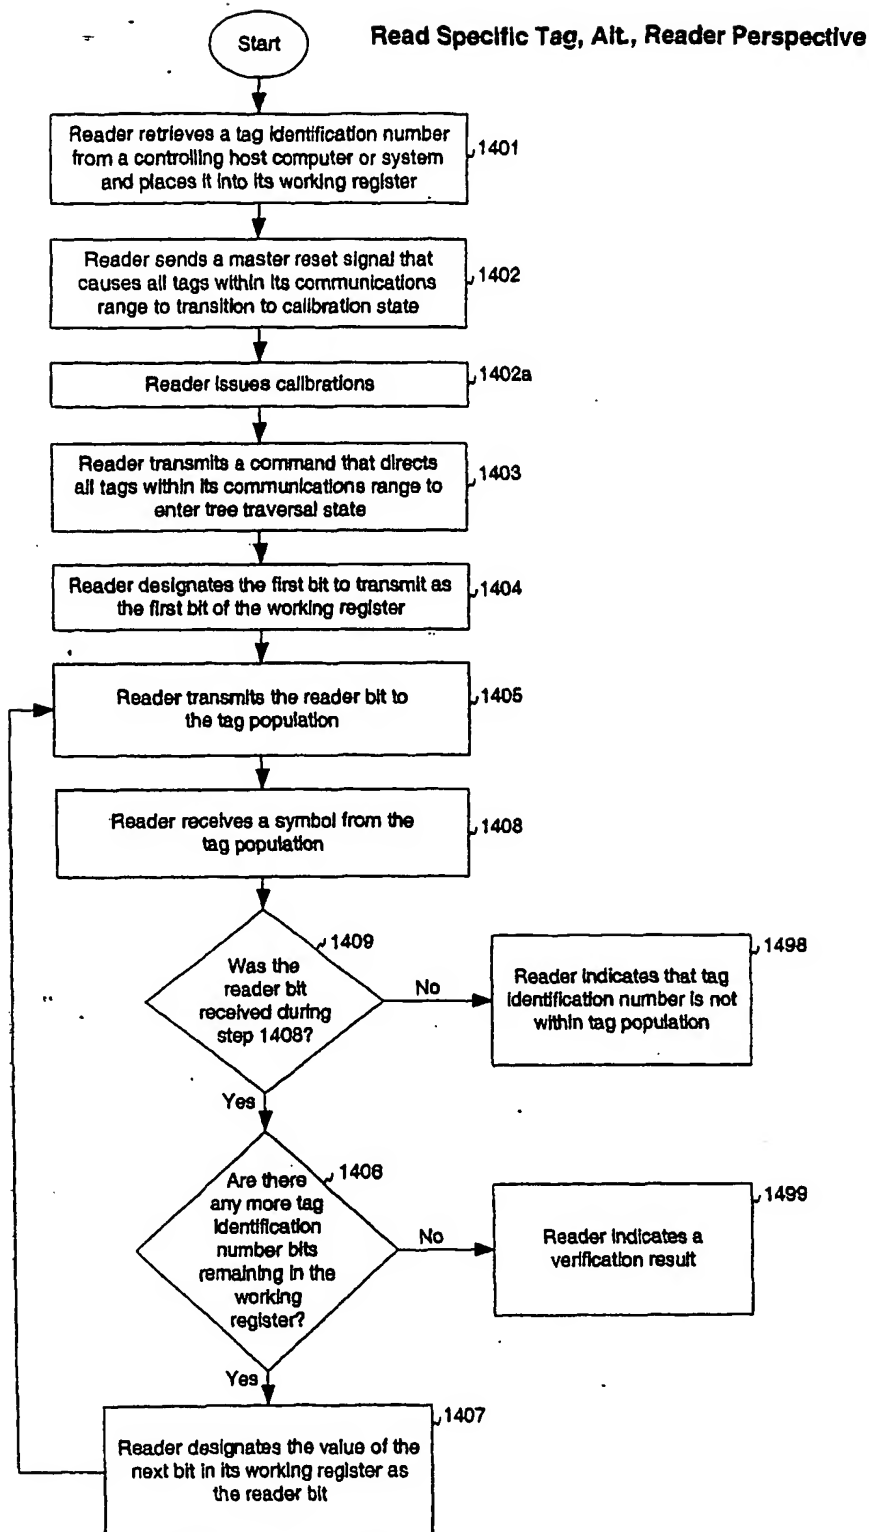 Start
Read Specific Tag, Alt., Reader Perspective
Reader retrieves a tag identification number
from a controlling host computer or system
and places it into its working register
1401
Reader sends a master reset signal that
causes all tags within its communications
range to transition to calibration state
1402
Reader issues calibrations
1402a
Reader transmits a command that directs
all tags within its communications range to
enter tree traversal state
1403
Reader designates the first bit to transmit as
the first bit of the working register
1404
Reader transmits the reader bit to
the tag population
1405
Reader receives a symbol from the
tag population
1408
1409
Was the
reader bit
received during
step 1408?
No
1498
Reader indicates that tag
identification number is not
within tag population
Yes
1406
Are there
any more tag
identification
number bits
remaining in the
working
register?
No
1499
Reader indicates a
verification result
Yes
1407
Reader designates the value of the
next bit in its working register as
the reader bit